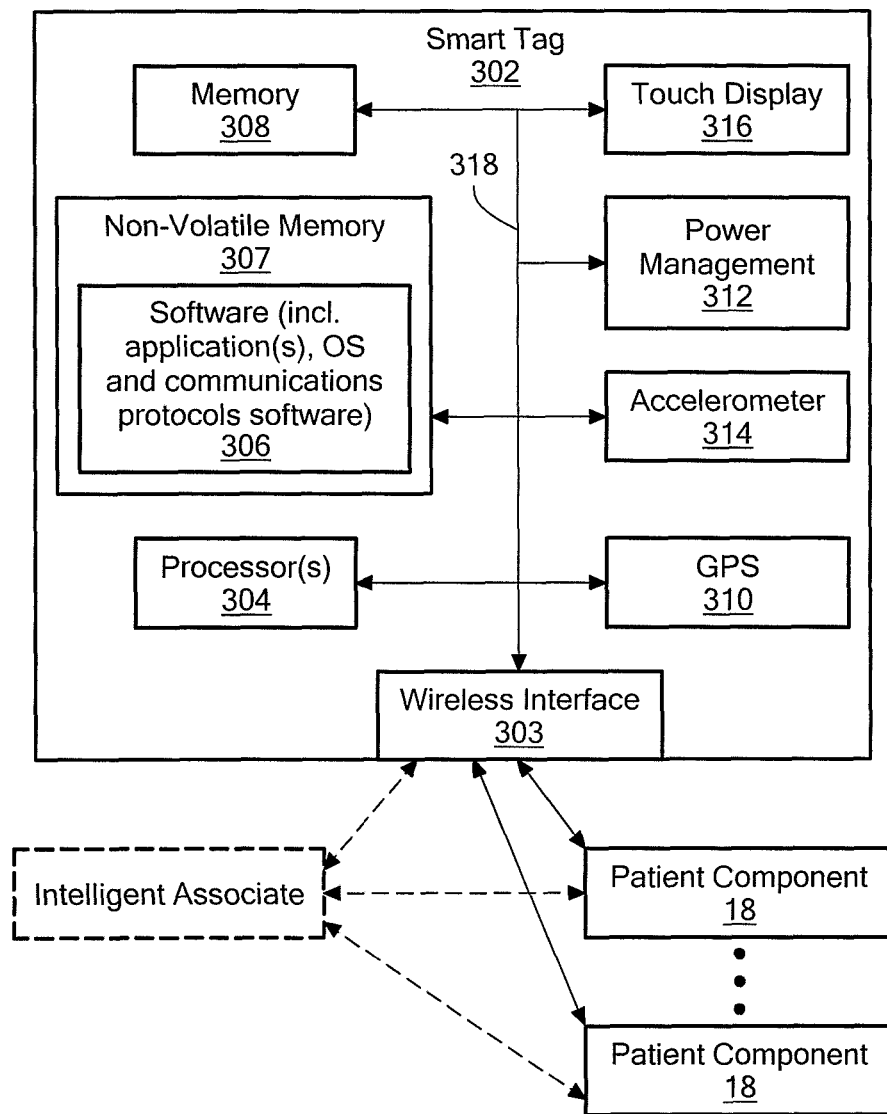 Smart Tag
302
Memory
308
Touch Display
316
318
Non-Volatile Memory
307
Power
Management
312
Software (incl.
application(s), OS
and communications
protocols software)
306
Accelerometer
314
Processor(s)
304
GPS
310
Wireless Interface
303
Intelligent Associate
Patient Component
18
Patient Component
18